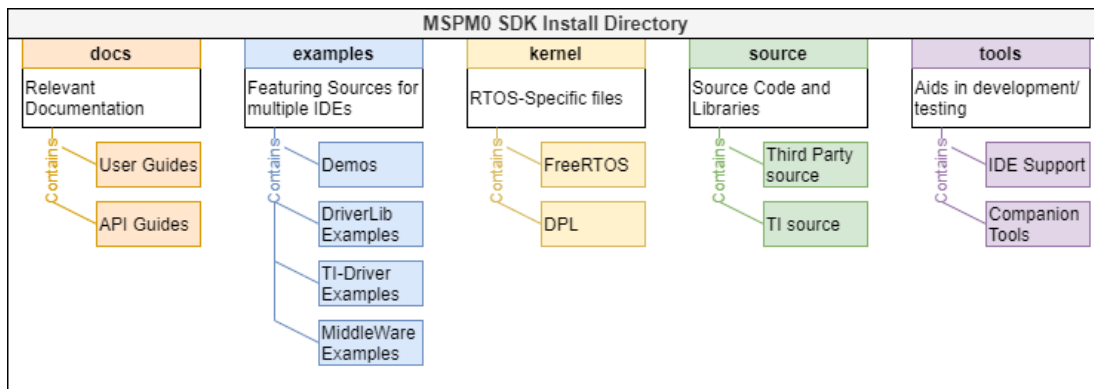 MSPM0 SDK Install Directory
docs
Relevant
Documentation
Contains
User Guides
API Guides
examples
Featuring Sources for
multiple IDEs
Contains
Demos
DriverLib
Examples
TI-Driver
Examples
MiddleWare
Examples
kernel
RTOS-Specific files
Contains
FreeRTOS
DPL
source
Source Code and
Libraries
Contains
Third Party
source
TI source
tools
Aids in development/
testing
Contains
IDE Support
Companion
Tools